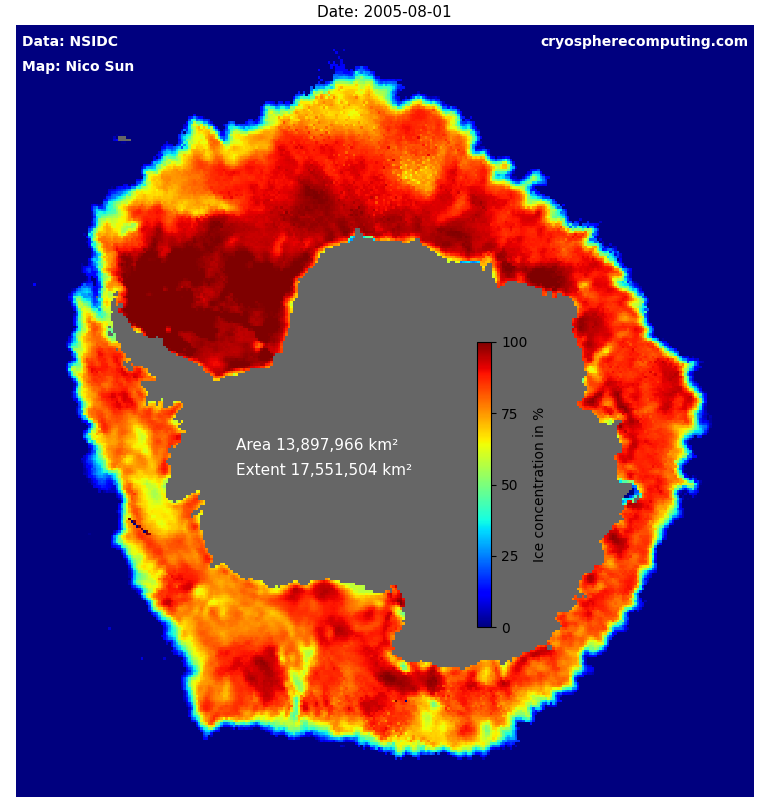 Date: 2005-08-01
Data: NSIDC
cryospherecomputing.com
Map: Nico Sun
100
75
50
25
0
Ice concentration in %
Area 13,897,966 km²
Extent 17,551,504 km²